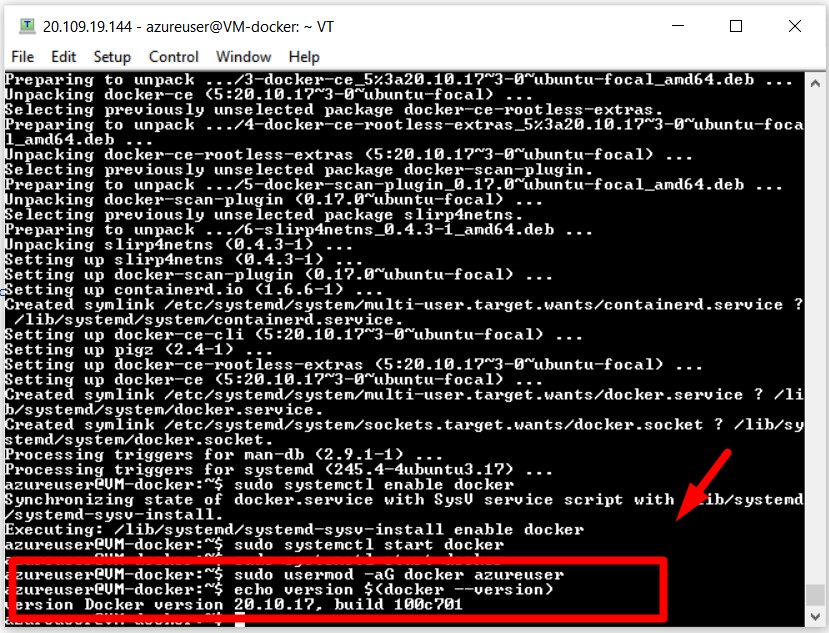 20.109.19.144 - azureuser@VM-docker: ~ VT
File Edit Setup Control Window Help
Preparing to unpack .../3-docker-ce_5%3a20.10.17~3-0~ubuntu-focal_amd64.deb ...
Unpacking docker-ce (5:20.10.17~3-0~ubuntu-focal) ...
Selecting previously unselected package docker-ce-rootless-extras.
Preparing to unpack .../4-docker-ce-rootless-extras_5%3a20.10.17~3-0~ubuntu-foca
l_amd64.deb ...
Unpacking docker-ce-rootless-extras (5:20.10.17~3-0~ubuntu-focal) ...
Selecting previously unselected package docker-scan-plugin.
Preparing to unpack .../5-docker-scan-plugin_0.17.0~ubuntu-focal_amd64.deb ...
Unpacking docker-scan-plugin (0.17.0~ubuntu-focal) ...
Selecting previously unselected package slirp4netns.
Preparing to unpack .../6-slirp4netns_0.4.3-1_amd64.deb ...
Unpacking slirp4netns (0.4.3-1) ...
Setting up slirp4netns (0.4.3-1) ...
Setting up docker-scan-plugin (0.17.0~ubuntu-focal) ...
Setting up containerd.io (1.6.6-1) ...
Created symlink /etc/systemd/system/multi-user.target.wants/containerd.service ?
/lib/systemd/system/containerd.service.
Setting up docker-ce-cli (5:20.10.17~3-0~ubuntu-focal) ...
Setting up pigz (2.4-1) ...
Setting up docker-ce-rootless-extras (5:20.10.17~3-0~ubuntu-focal) ...
Setting up docker-ce (5:20.10.17~3-0~ubuntu-focal) ...
Created symlink /etc/systemd/system/multi-user.target.wants/docker.service ? /li
b/systemd/system/docker.service.
Created symlink /etc/systemd/system/sockets.target.wants/docker.socket ? /lib/sy
stemd/system/docker.socket.
Processing triggers for man-db (2.9.1-1) ...
Processing triggers for systemd (245.4-4ubuntu3.17) ...
azureuser@VM-docker:~$ sudo systemctl enable docker
Synchronizing state of docker.service with SysV service script with /lib/systemd
/systemd-sysv-install.
Executing: /lib/systemd/systemd-sysv-install enable docker
azureuser@VM-docker:~$ sudo systemctl start docker
azureuser@VM-docker:~$ sudo systemctl start docker
azureuser@VM-docker:~$ sudo usermod -aG docker azureuser
azureuser@VM-docker:~$ echo version $(docker --version)
version Docker version 20.10.17, build 100c701
azureuser@VM-docker:~$